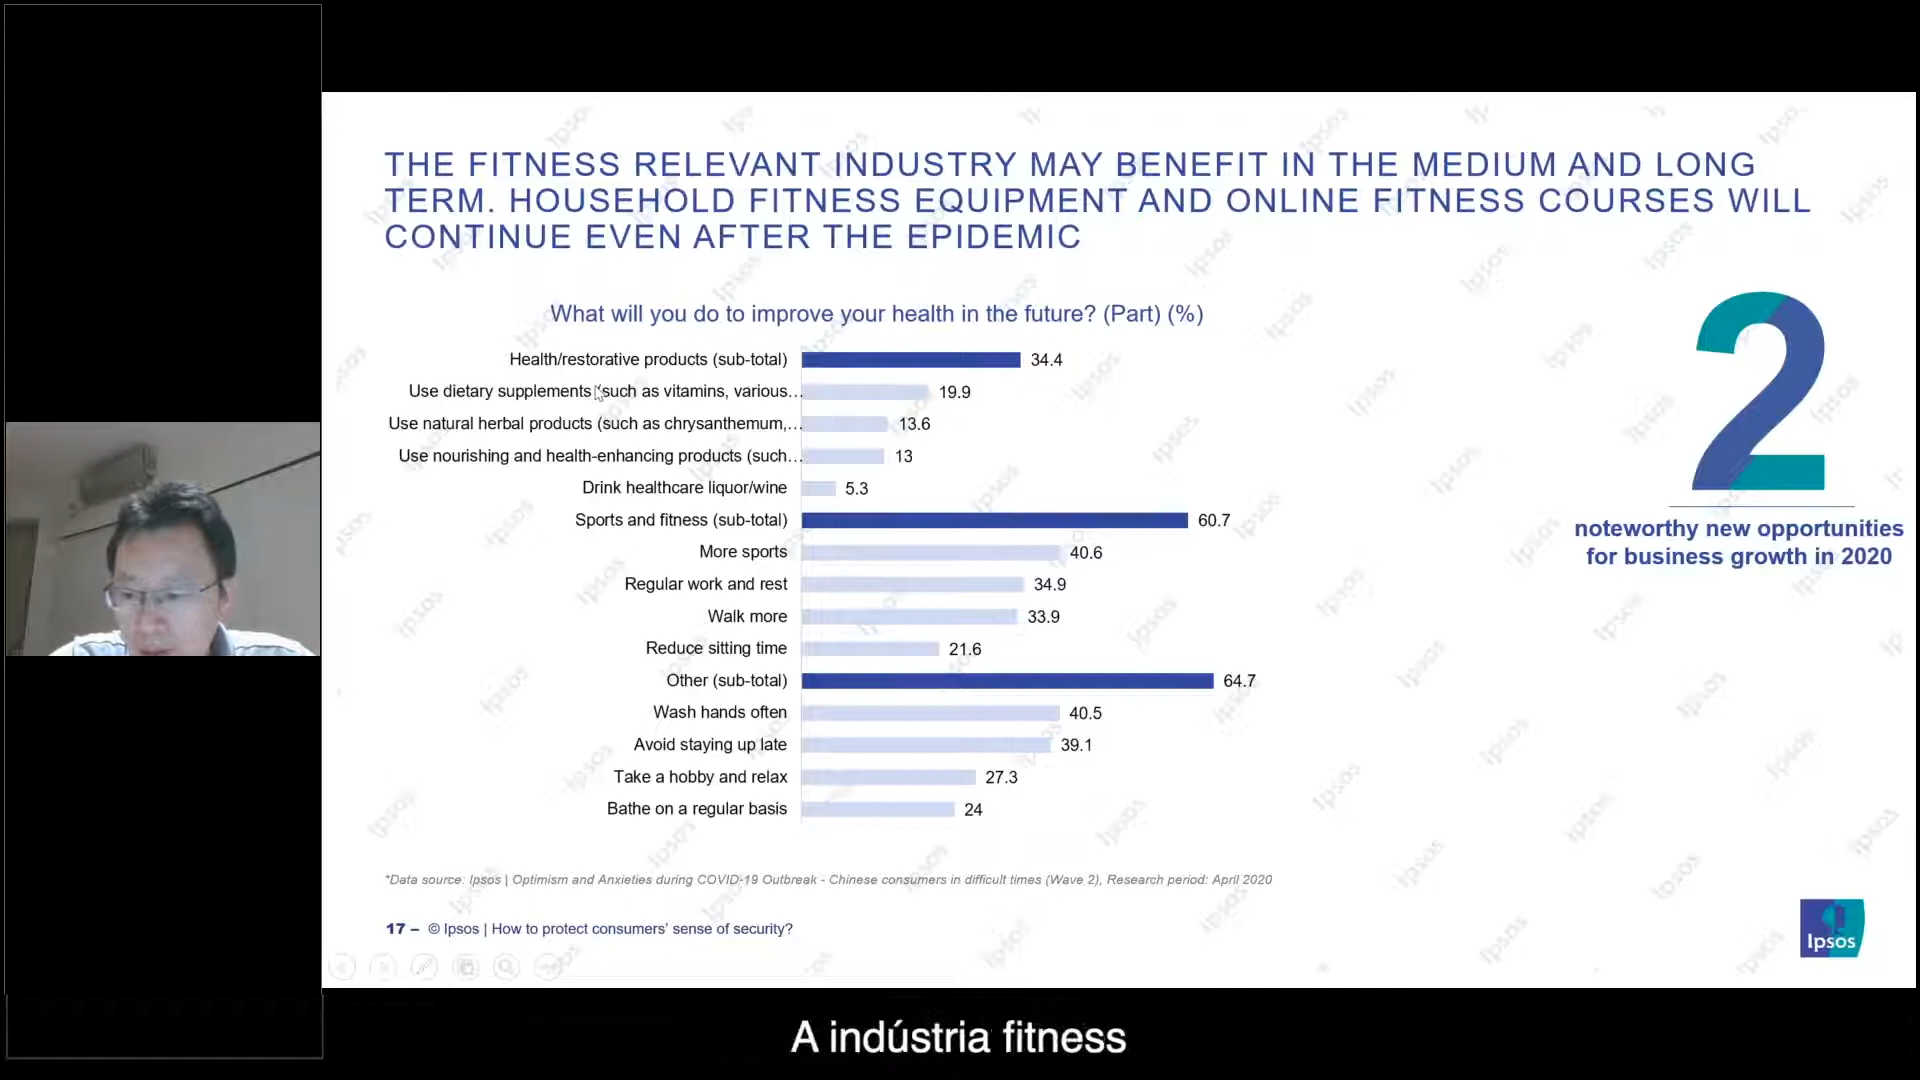 THE FITNESS RELEVANT INDUSTRY MAY BENEFIT IN THE MEDIUM AND LONG
TERM. HOUSEHOLD FITNESS EQUIPMENT AND ONLINE FITNESS COURSES WILL
CONTINUE EVEN AFTER THE EPIDEMIC
What will you do to improve your health in the future? (Part) (%)
Health/restorative products (sub-total) 34.4
Use dietary supplements (such as vitamins, various... 19.9
Use natural herbal products (such as chrysanthemum,... 13.6
Use nourishing and health-enhancing products (such... 13
Drink healthcare liquor/wine 5.3
Sports and fitness (sub-total) 60.7
More sports 40.6
Regular work and rest 34.9
Walk more 33.9
Reduce sitting time 21.6
Other (sub-total) 64.7
Wash hands often 40.5
Avoid staying up late 39.1
Take a hobby and relax 27.3
Bathe on a regular basis 24
2
noteworthy new opportunities
for business growth in 2020
*Data source: Ipsos | Optimism and Anxieties during COVID-19 Outbreak - Chinese consumers in difficult times (Wave 2), Research period: April 2020
17 – © Ipsos | How to protect consumers' sense of security?
Ipsos
A indústria fitness